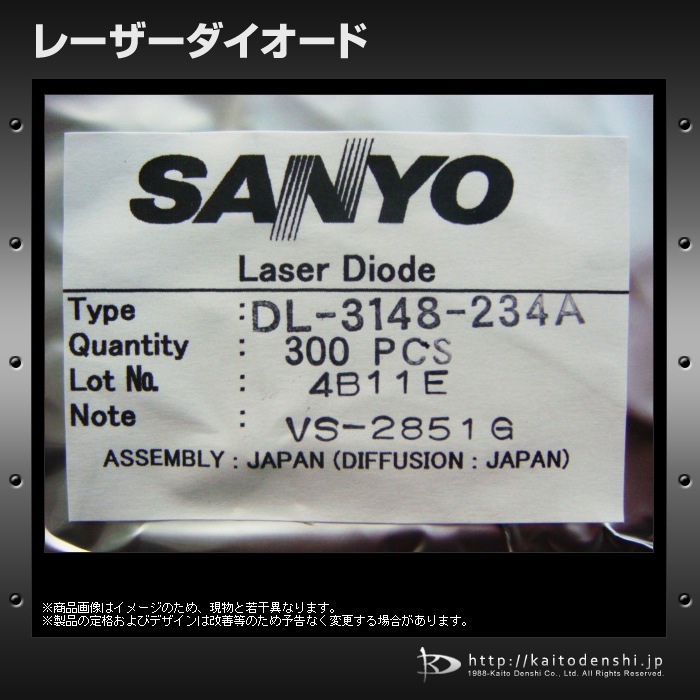 レーザーダイオード
SANYO
Laser Diode
Type : DL-3148-234A
Quantity : 300 PCS
Lot No. : 4B11E
Note : VS-2851G
ASSEMBLY : JAPAN (DIFFUSION : JAPAN)
※商品画像はイメージのため、現物と若干異なります。
※製品の定格およびデザインは改善等のため予告なく変更する場合があります。
http://kaitodenshi.jp
1988-Kaito Denshi Co., Ltd. All Rights Reserved.